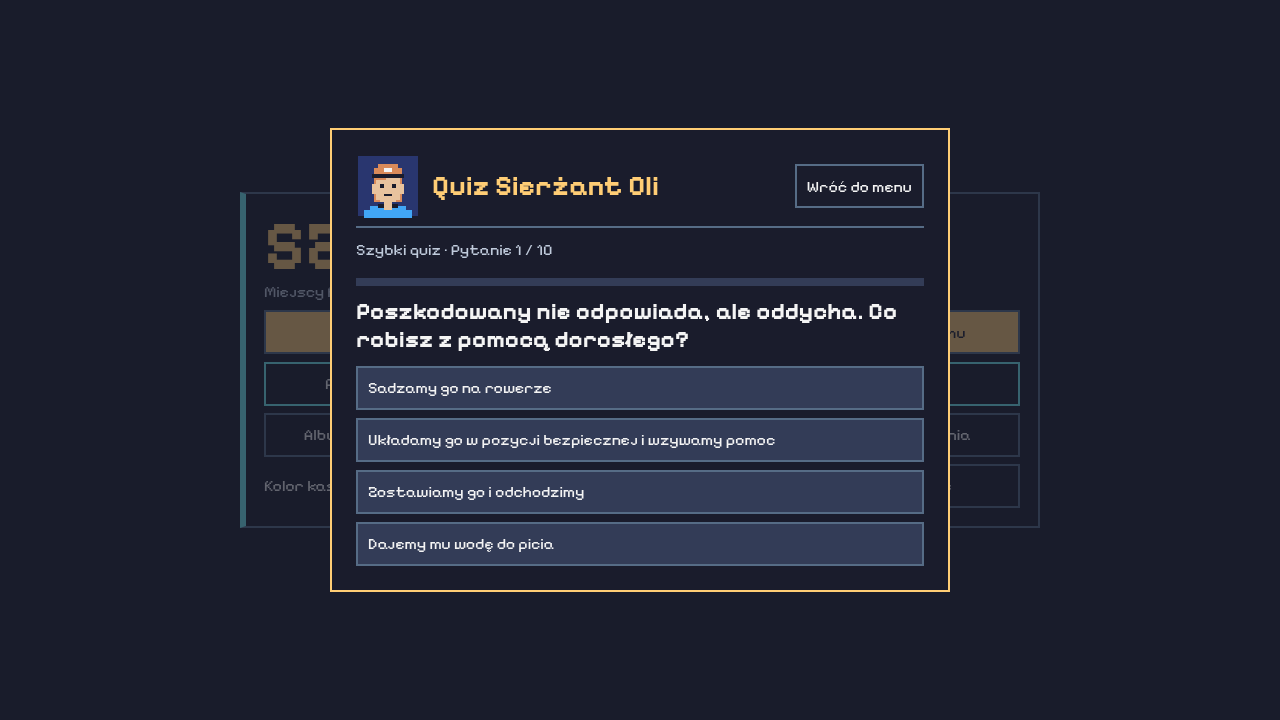 Quiz Sierżant Oli
Wróć do menu
Szybki quiz · Pytanie 1 / 10
Poszkodowany nie odpowiada, ale oddycha. Co
robisz z pomocą dorosłego?
Sadzamy go na rowerze
Układamy go w pozycji bezpiecznej i wzywamy pomoc
Zostawiamy go i odchodzimy
Dajemy mu wodę do picia
Miejscy
Kolor